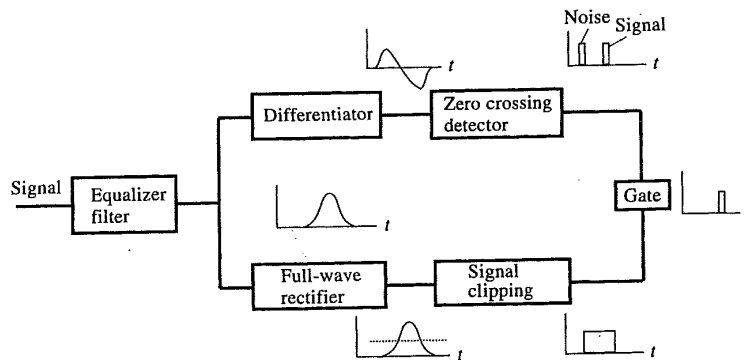 Noise
Signal
t
t
Differentiator
Zero crossing
detector
Signal
Equalizer
filter
t
Gate
Full-wave
rectifier
Signal
clipping
t
t